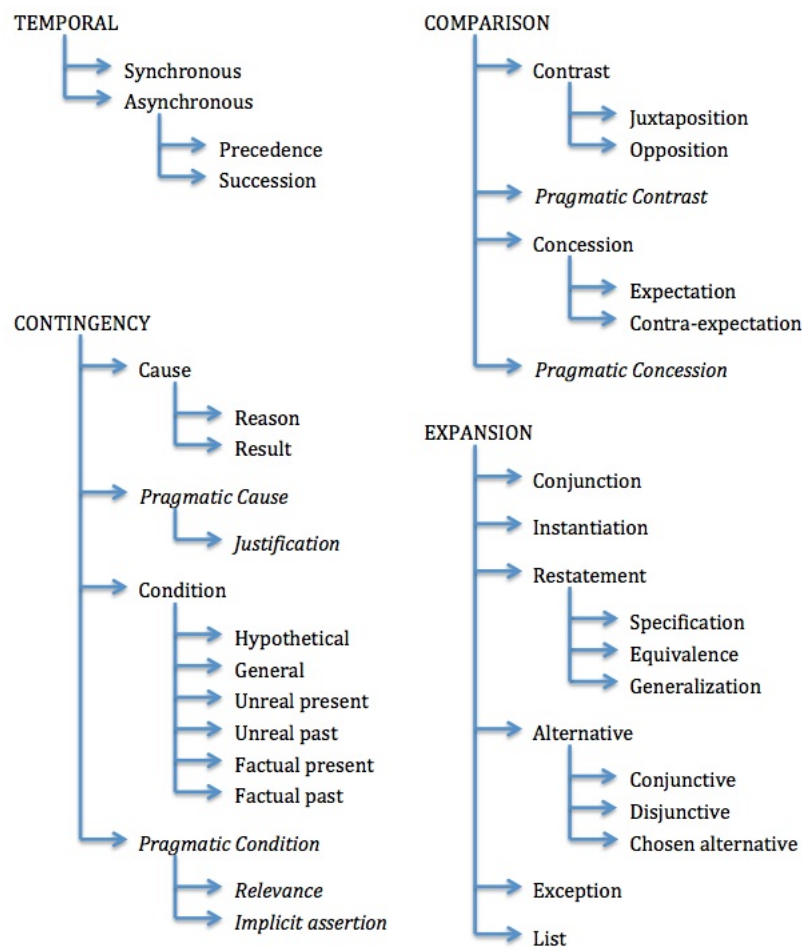 TEMPORAL
Synchronous
Asynchronous
Precedence
Succession
CONTINGENCY
Cause
Reason
Result
Pragmatic Cause
Justification
Condition
Hypothetical
General
Unreal present
Unreal past
Factual present
Factual past
Pragmatic Condition
Relevance
Implicit assertion
COMPARISON
Contrast
Juxtaposition
Opposition
Pragmatic Contrast
Concession
Expectation
Contra-expectation
Pragmatic Concession
EXPANSION
Conjunction
Instantiation
Restatement
Specification
Equivalence
Generalization
Alternative
Conjunctive
Disjunctive
Chosen alternative
Exception
List